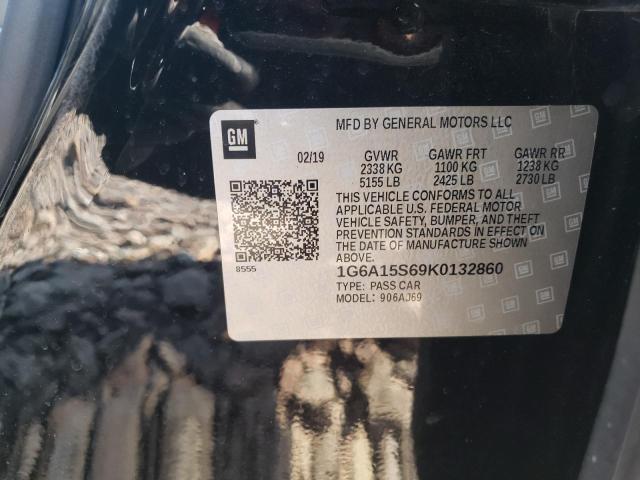 GM
MFD BY GENERAL MOTORS LLC
02/19 GVWR GAWR FRT GAWR RR
2338 KG 1100 KG 1238 KG
5155 LB 2425 LB 2730 LB
THIS VEHICLE CONFORMS TO ALL
APPLICABLE U.S. FEDERAL MOTOR
VEHICLE SAFETY, BUMPER, AND THEFT
PREVENTION STANDARDS IN EFFECT ON
THE DATE OF MANUFACTURE SHOWN
ABOVE.
8555
1G6A15S69K0132860
TYPE: PASS CAR
MODEL: 906AJ69